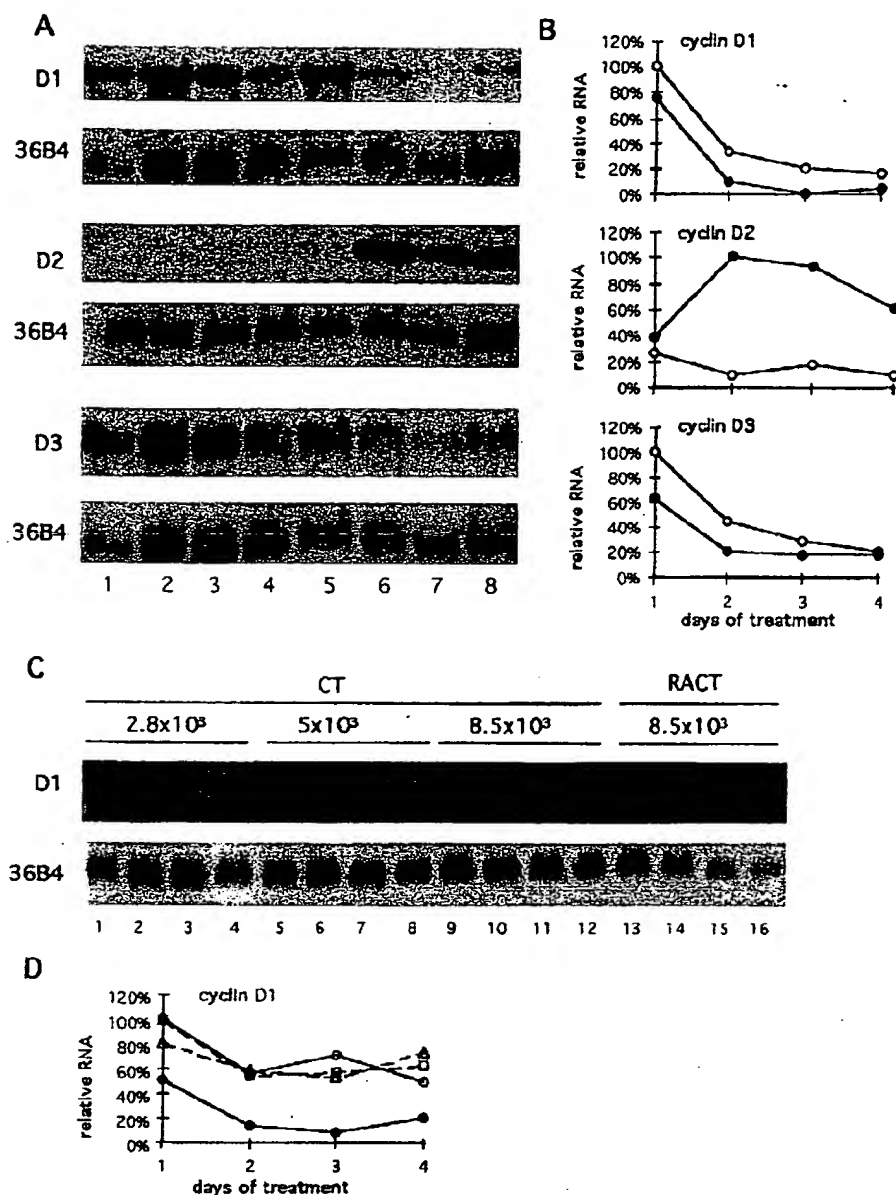 A
D1
36B4
D2
36B4
D3
36B4
1 2 3 4 5 6 7 8
B
cyclin D1
relative RNA
120%
100%
80%
60%
40%
20%
0%
cyclin D2
relative RNA
120%
100%
80%
60%
40%
20%
0%
cyclin D3
relative RNA
120%
100%
80%
60%
40%
20%
0%
1 2 3 4
days of treatment
C
CT RACT
2.8x10³ 5x10³ 8.5x10³ 8.5x10³
D1
36B4
1 2 3 4 5 6 7 8 9 10 11 12 13 14 15 16
D
cyclin D1
relative RNA
120%
100%
80%
60%
40%
20%
0%
1 2 3 4
days of treatment